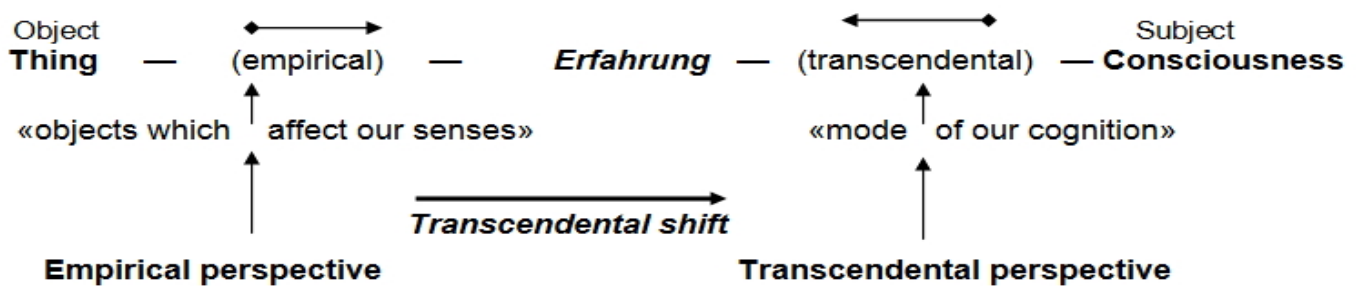 Object Subject
Thing — (empirical) — Erfahrung — (transcendental) — Consciousness
«objects which affect our senses» «mode of our cognition»
Transcendental shift
Empirical perspective Transcendental perspective